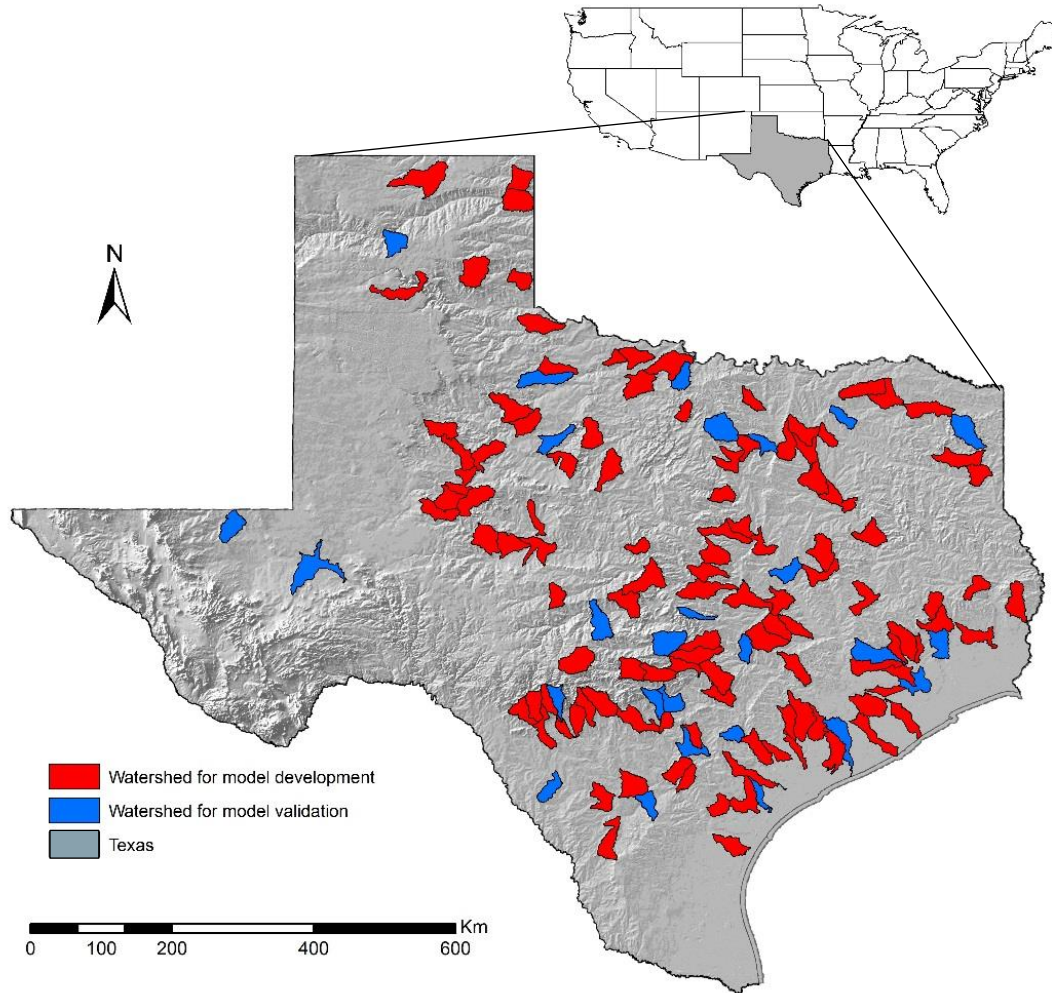 N
Watershed for model development
Watershed for model validation
Texas
Km
0 100 200 400 600